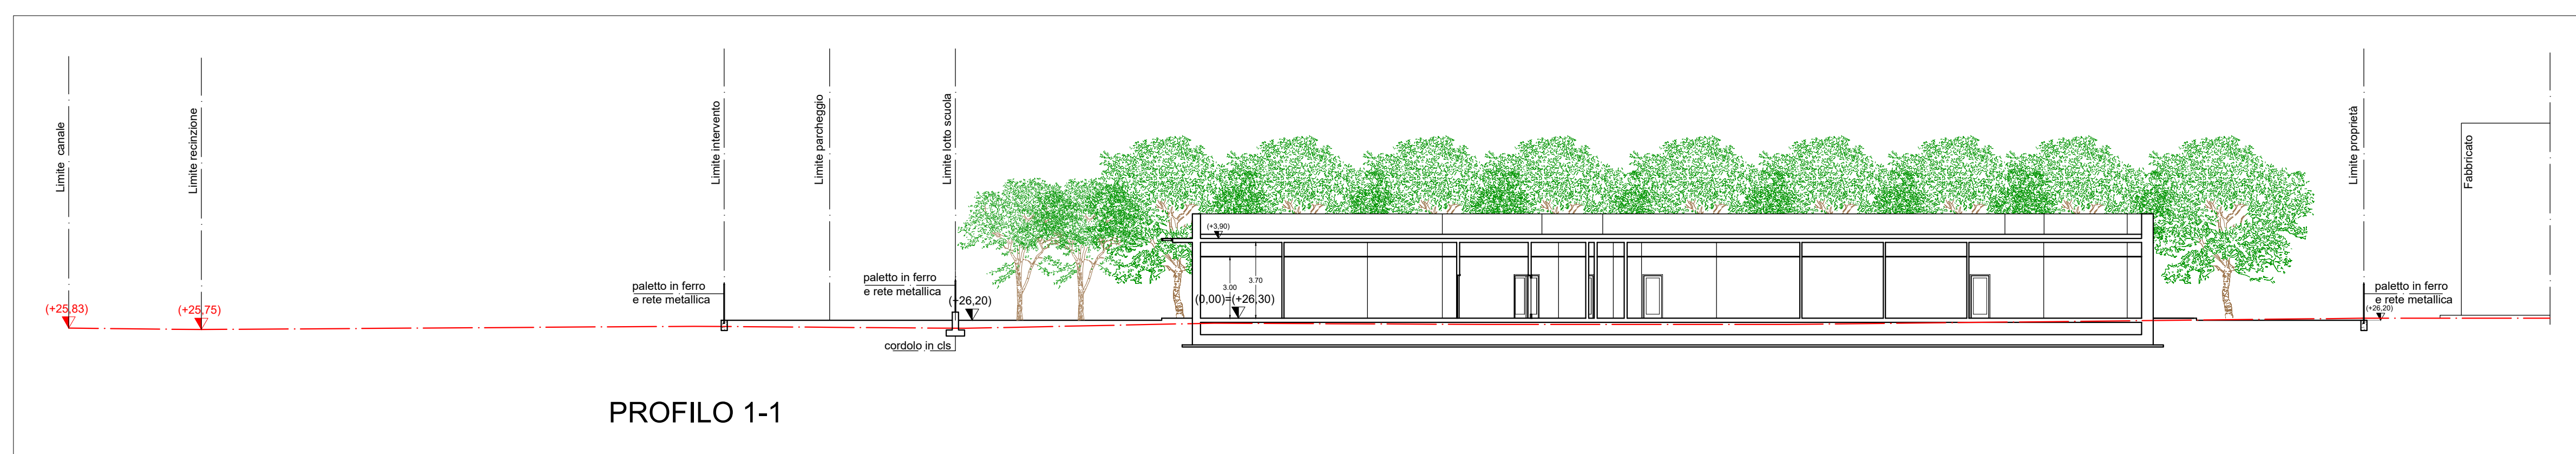 Limite canale
Limite recinzione
Limite intervento
Limite parcheggio
Limite lotto scuola
Limite proprietà
Fabbricato
(+25,83)
(+25,75)
paletto in ferro
e rete metallica
paletto in ferro
e rete metallica
(+26,20)
cordolo in cls
(+3,90)
3.00
3.70
(0,00)=(+26,30)
paletto in ferro
e rete metallica
(+26,20)
PROFILO 1-1